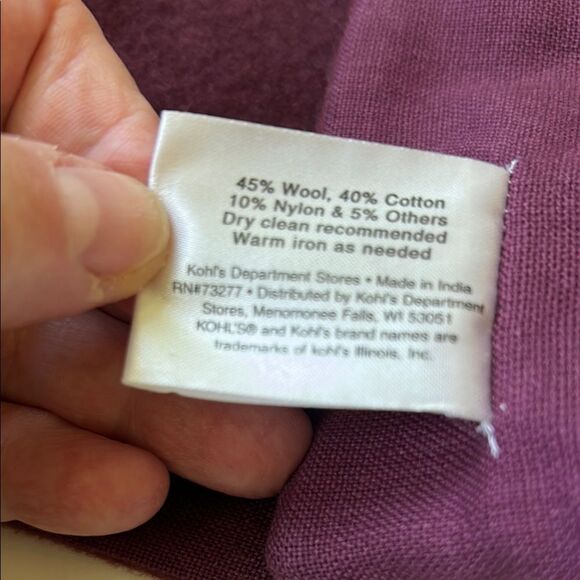 45% Wool, 40% Cotton
10% Nylon & 5% Others
Dry clean recommended
Warm iron as needed
Kohl's Department Stores • Made in India
RN#73277 • Distributed by Kohl's Department
Stores, Menomonee Falls, WI 53051
KOHL'S® and Kohl's brand names are
trademarks of kohl's Illinois, Inc.